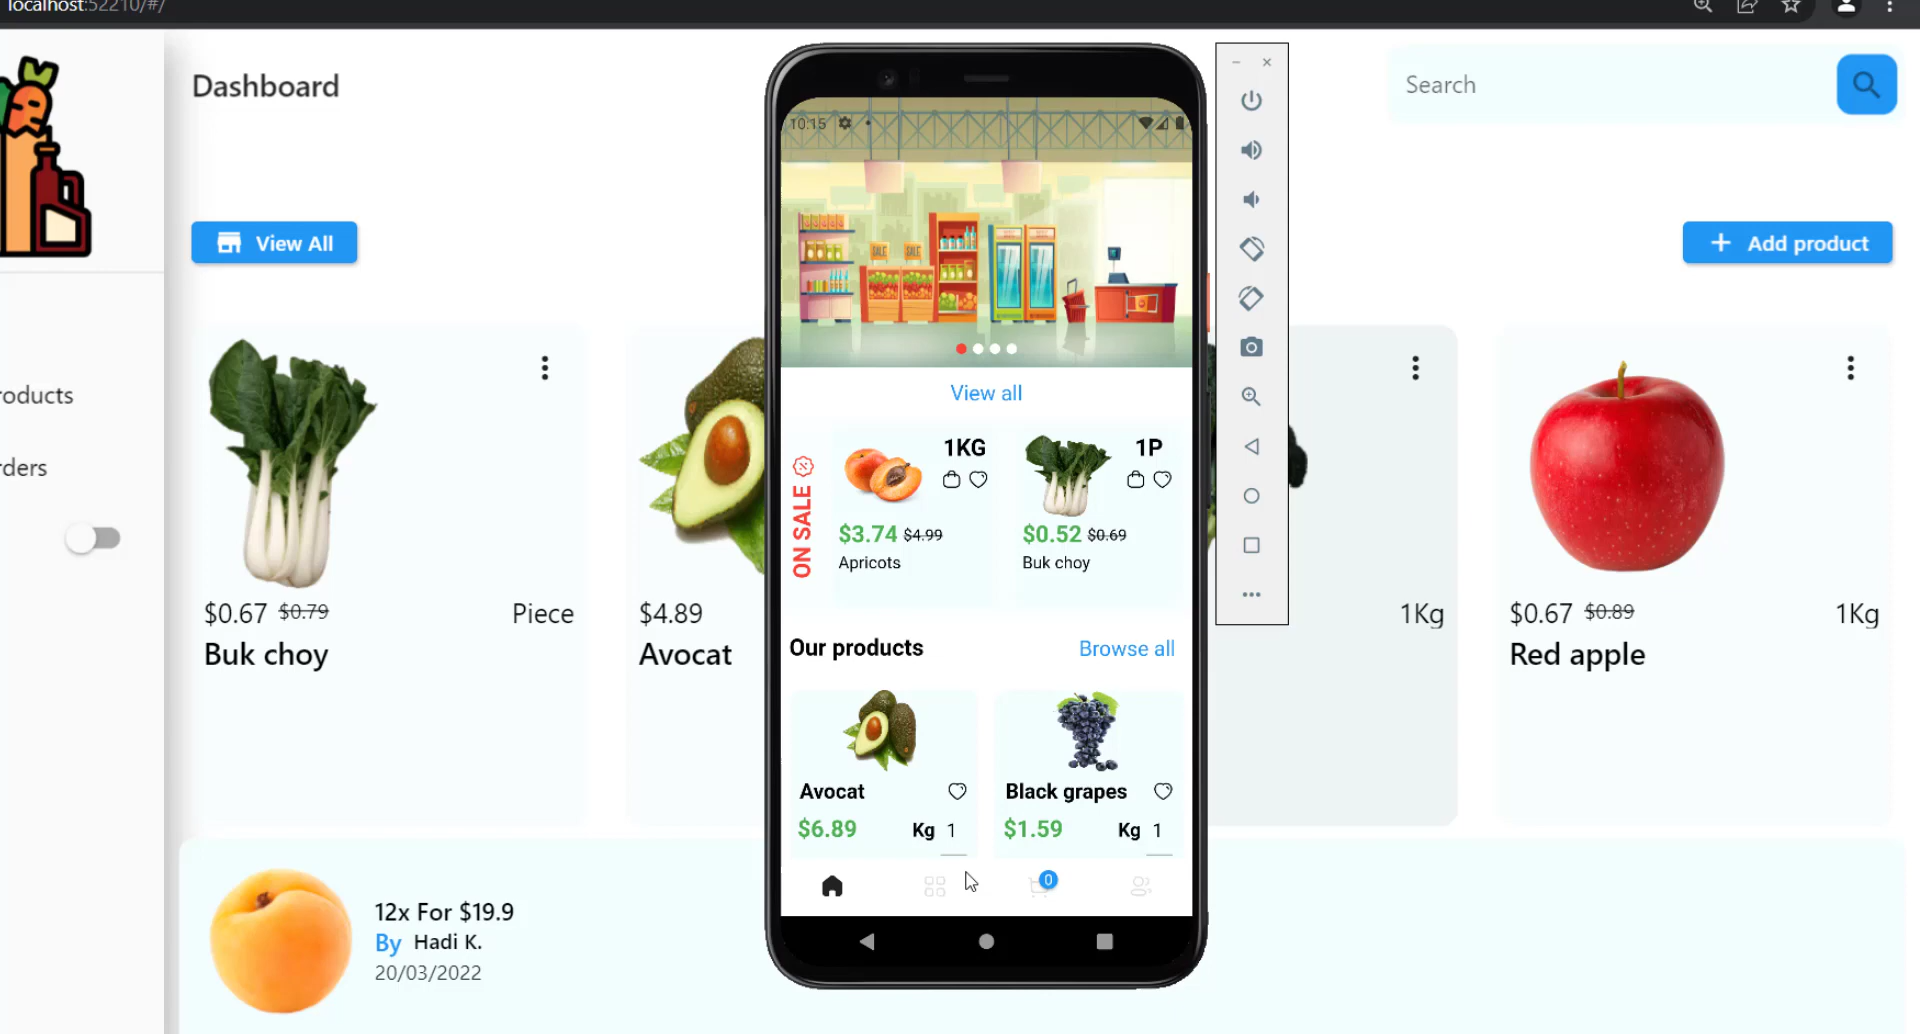 localhost:52210/#/
Dashboard
Search
View All
Add product
roducts
rders
$0.67 $0.79
Piece
Buk choy
$4.89
Avocat
1Kg
$0.67 $0.89
1Kg
Red apple
12x For $19.9
By Hadi K.
20/03/2022
10:15
SALE
SALE
View all
ON SALE
1KG
$3.74 $4.99
Apricots
1P
$0.52 $0.69
Buk choy
Our products
Browse all
Avocat
$6.89
Kg 1
Black grapes
$1.59
Kg 1
0